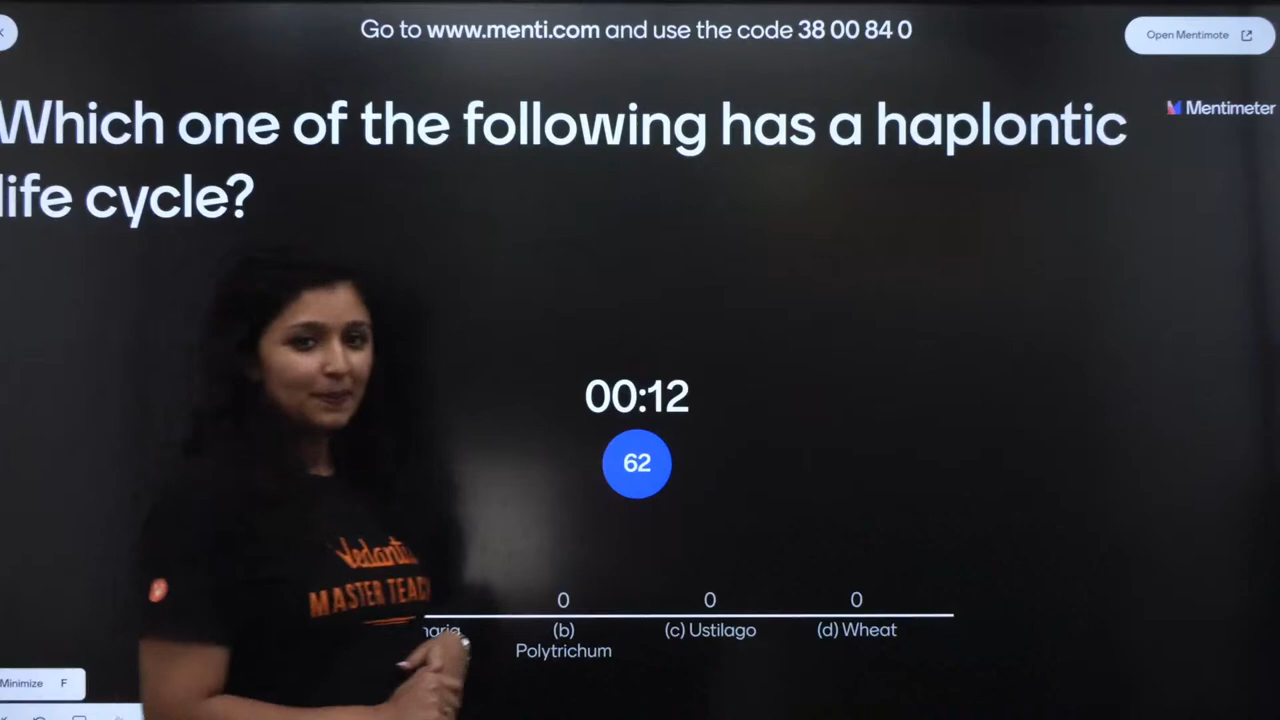 Go to www.menti.com and use the code 38 00 84 0
Open Mentimote
Mentimeter
Which one of the following has a haplontic
life cycle?
00:12
62
Vedantu
MASTER
0
0
0
(b)
Polytrichum
(c) Ustilago
(d) Wheat
Minimize F